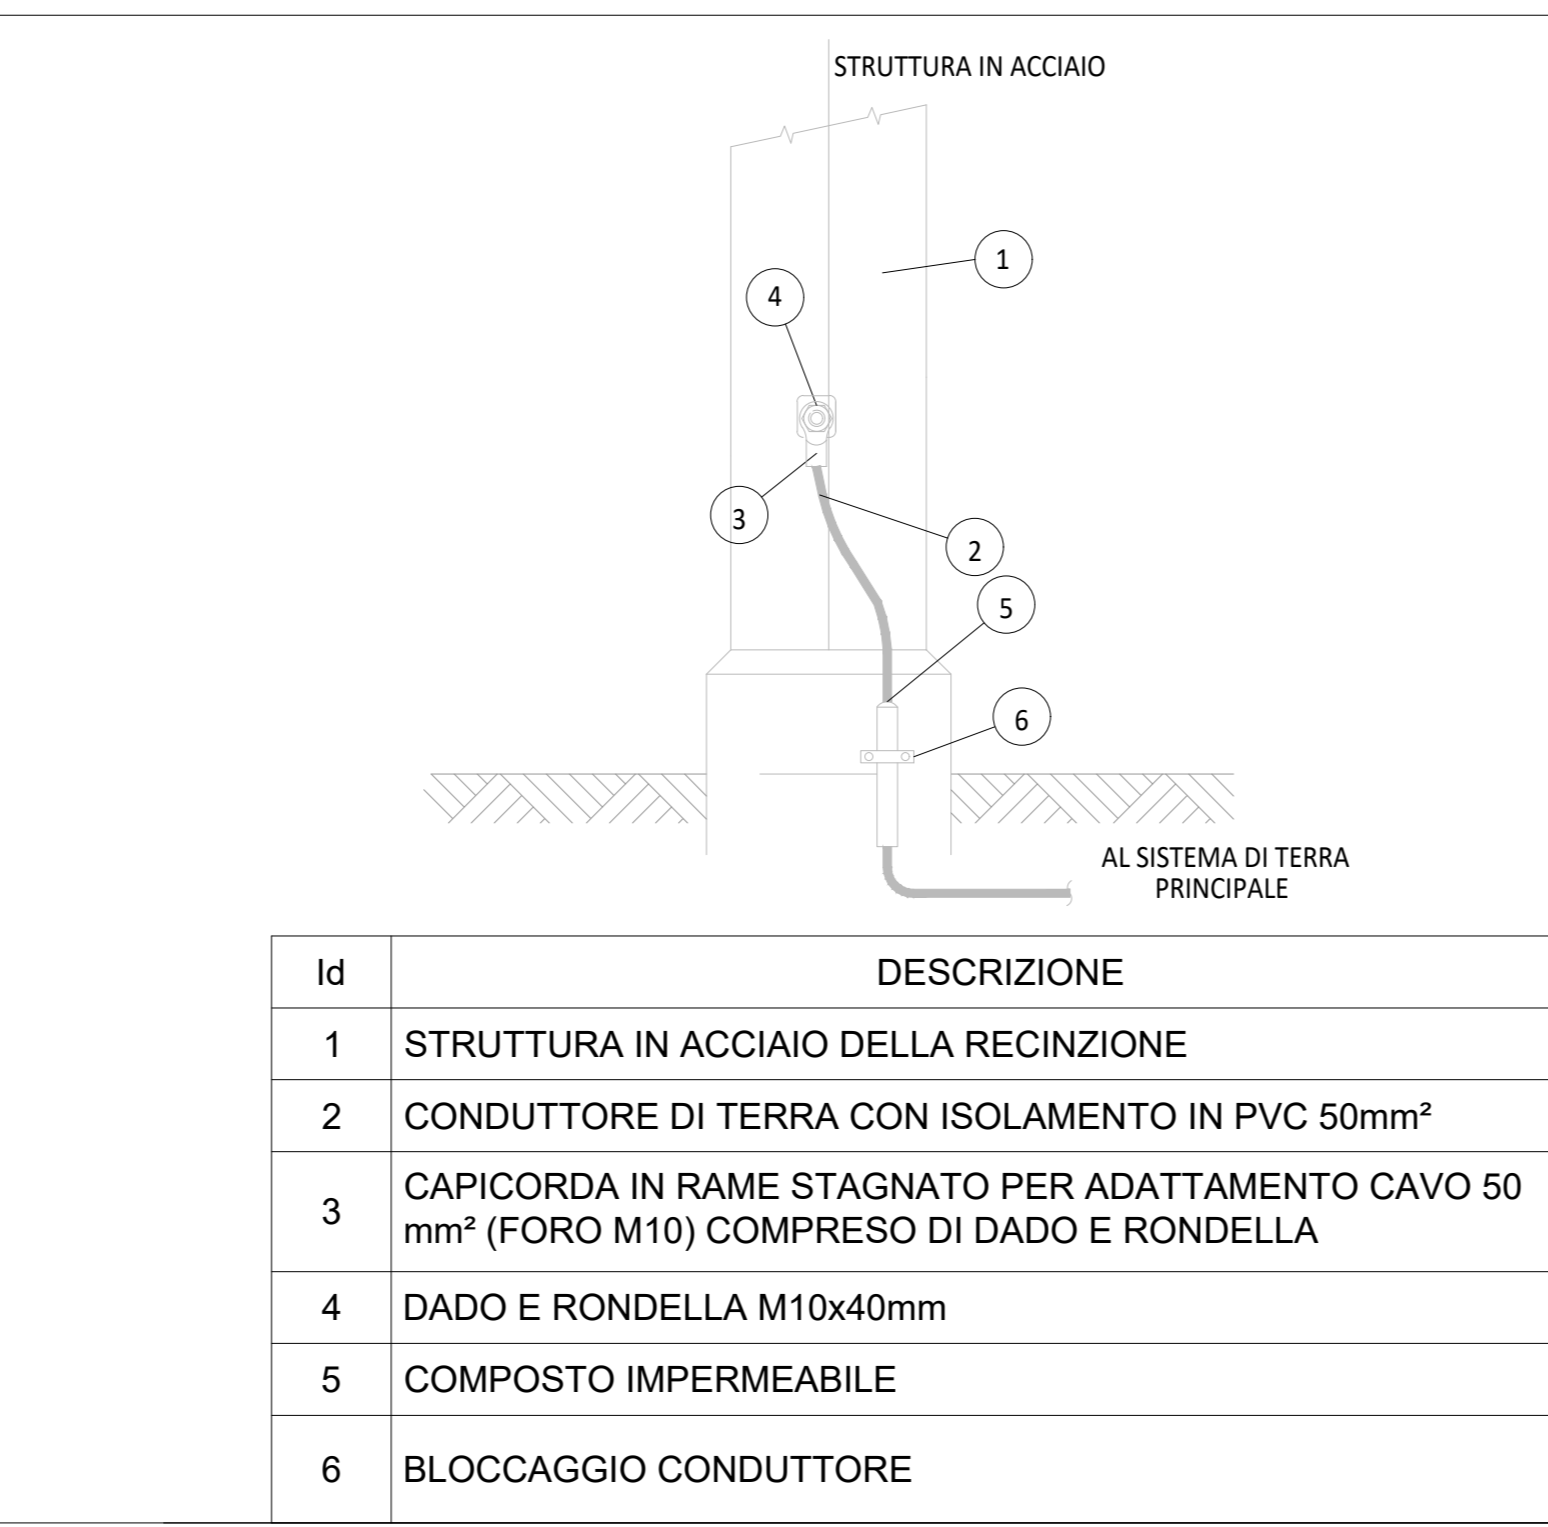 STRUTTURA IN ACCIAIO
1
4
3
2
5
6
AL SISTEMA DI TERRA
PRINCIPALE
Id DESCRIZIONE
1 STRUTTURA IN ACCIAIO DELLA RECINZIONE
2 CONDUTTORE DI TERRA CON ISOLAMENTO IN PVC 50mm²
3 CAPICORDA IN RAME STAGNATO PER ADATTAMENTO CAVO 50
mm² (FORO M10) COMPRESO DI DADO E RONDELLA
4 DADO E RONDELLA M10x40mm
5 COMPOSTO IMPERMEABILE
6 BLOCCAGGIO CONDUTTORE